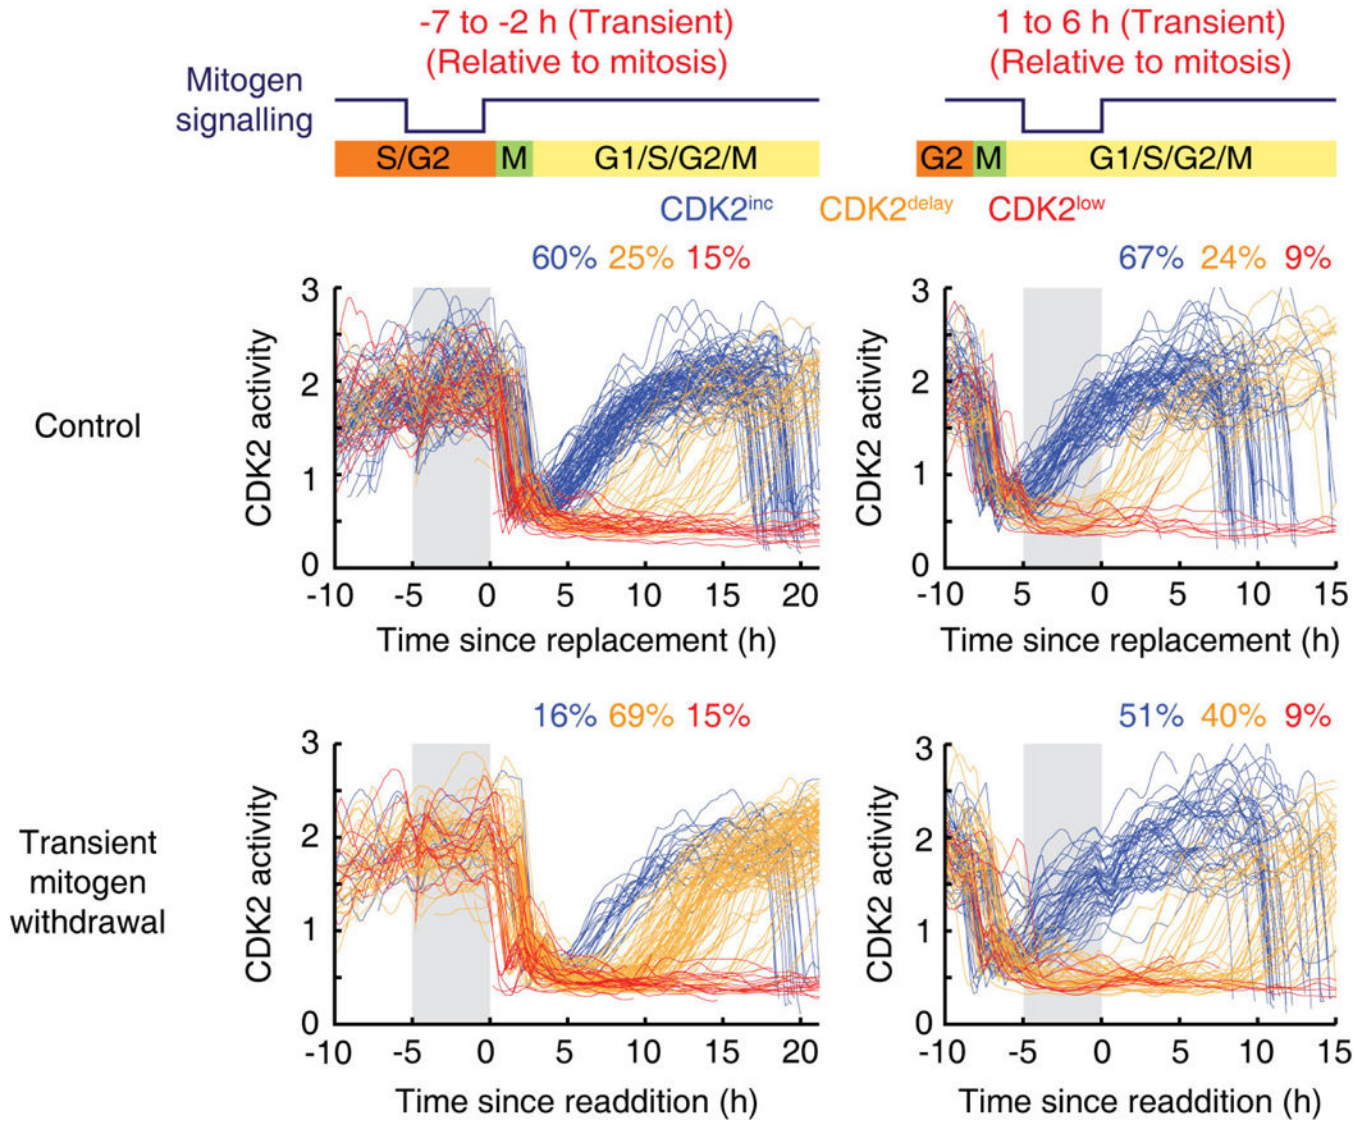 -7 to -2 h (Transient)
(Relative to mitosis)
1 to 6 h (Transient)
(Relative to mitosis)
Mitogen
signalling
S/G2 M G1/S/G2/M
G2 M G1/S/G2/M
CDK2inc CDK2delay CDK2low
60% 25% 15%
67% 24% 9%
Control
CDK2 activity
3
2
1
0
-10 -5 0 5 10 15 20
Time since replacement (h)
CDK2 activity
3
2
1
0
-10 5 0 5 10 15
Time since replacement (h)
16% 69% 15%
51% 40% 9%
Transient
mitogen
withdrawal
CDK2 activity
3
2
1
0
-10 -5 0 5 10 15 20
Time since readdition (h)
CDK2 activity
3
2
1
0
-10 -5 0 5 10 15
Time since readdition (h)